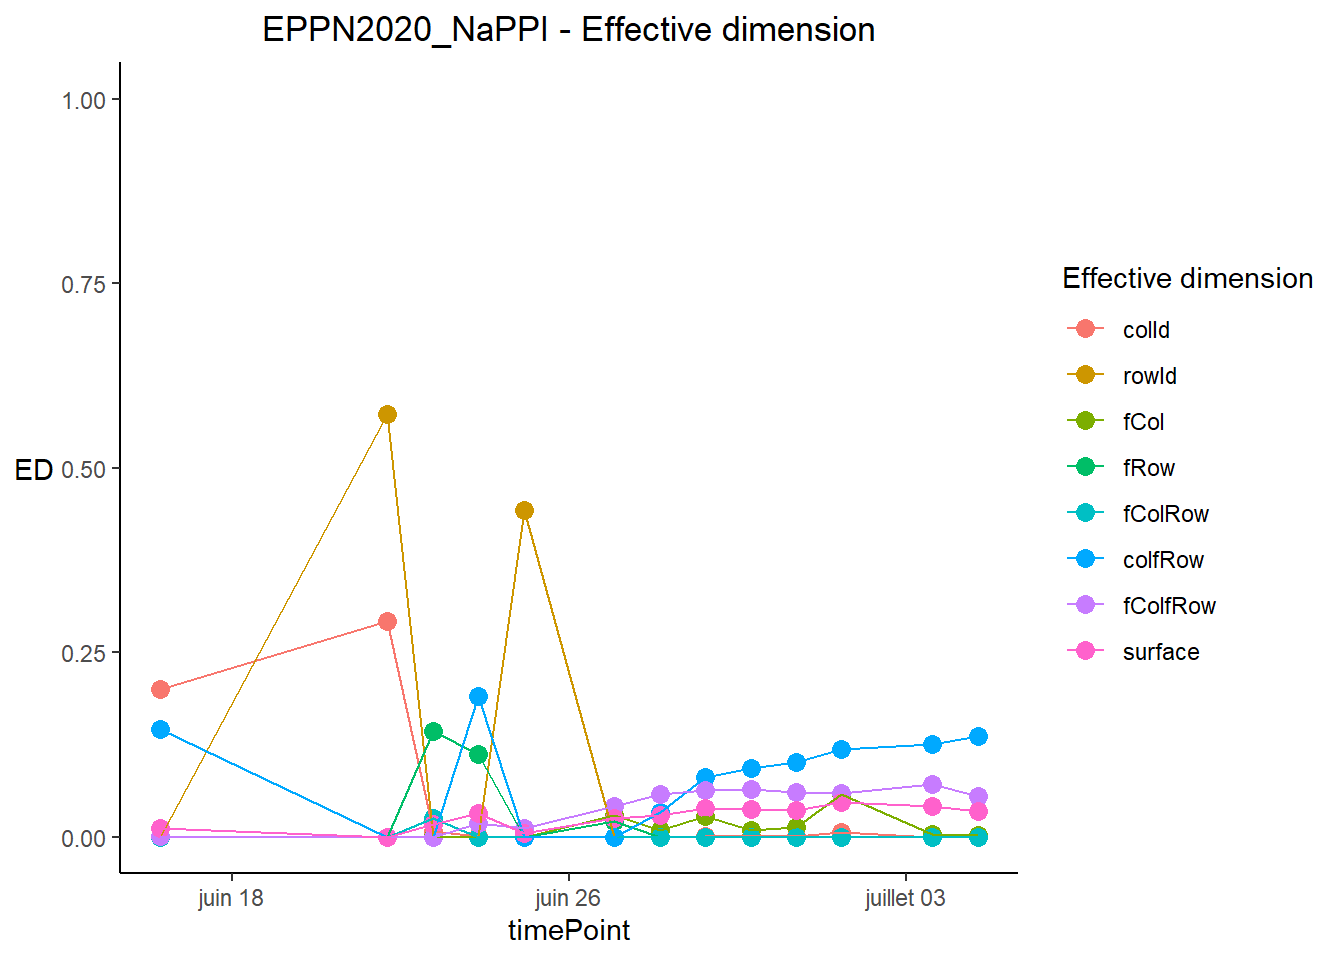 EPPN2020_NaPPI - Effective dimension
1.00
0.75
ED 0.50
0.25
0.00
juin 18
juin 26
juillet 03
timePoint
Effective dimension
colId
rowId
fCol
fRow
fColRow
colfRow
fColfRow
surface